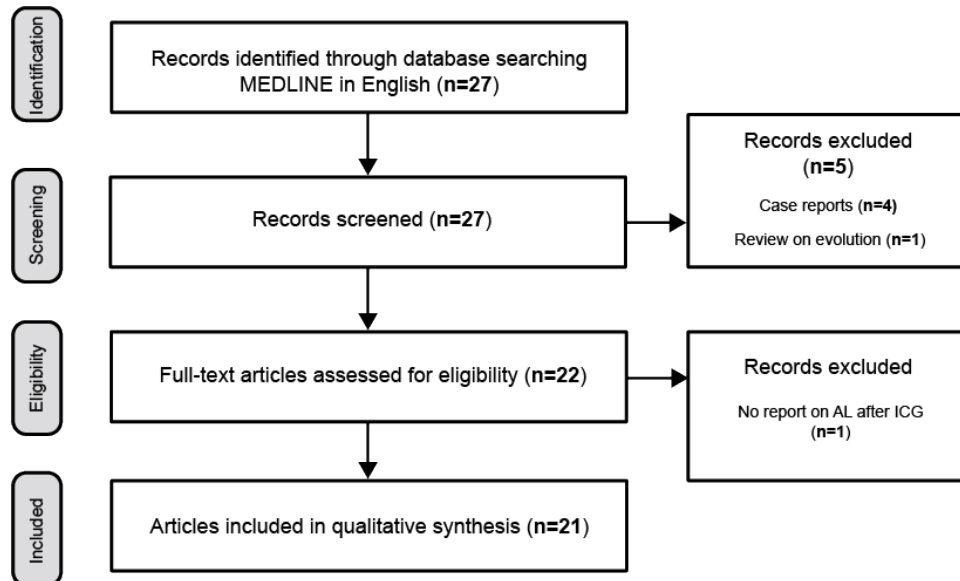 Identification
Records identified through database searching
MEDLINE in English (n=27)
Screening
Records screened (n=27)
Records excluded
(n=5)
Case reports (n=4)
Review on evolution (n=1)
Eligibility
Full-text articles assessed for eligibility (n=22)
Records excluded
No report on AL after ICG
(n=1)
Included
Articles included in qualitative synthesis (n=21)